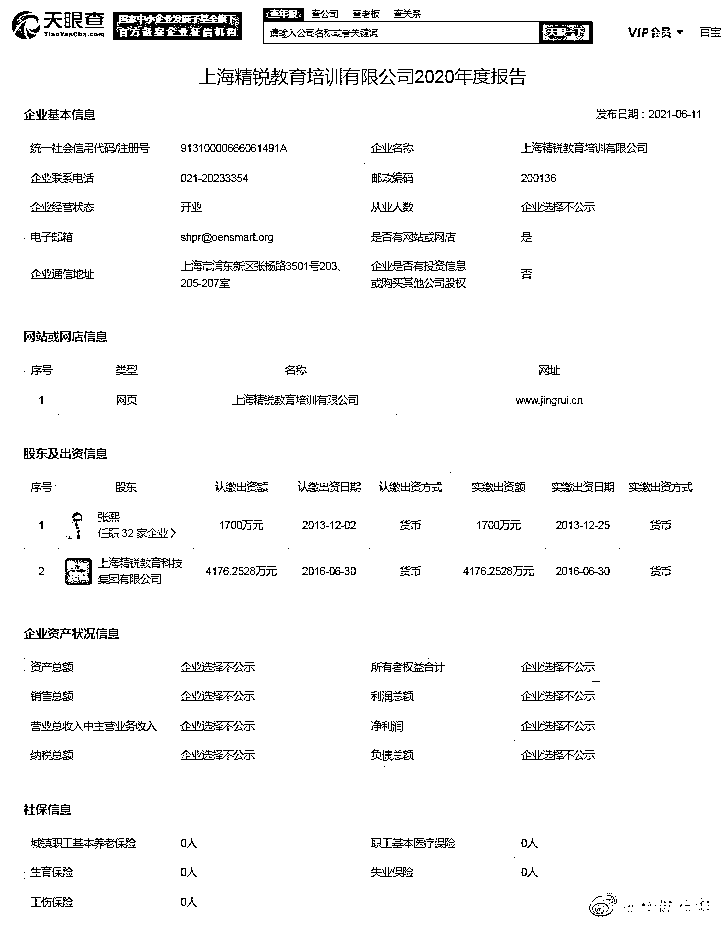 天眼查
TianYanCha.com
国家中小企业发展子基金旗下
官方备案企业征信机构
查年报 查公司 查老板 查关系
请输入公司名称或者关键词
天眼一下
VIP会员
百宝
上海精锐教育培训有限公司2020年度报告
企业基本信息
发布日期：2021-06-11
统一社会信用代码/注册号 91310000666061491A 企业名称 上海精锐教育培训有限公司
企业联系电话 021-20233354 邮政编码 200136
企业经营状态 开业 从业人数 企业选择不公示
电子邮箱 shpr@oensmart.org 是否有网站或网店 是
企业通信地址 上海市浦东新区张杨路3501号203、205-207室 企业是否有投资信息或购买其他公司股权 否
网站或网店信息
序号 类型 名称 网址
1 网页 上海精锐教育培训有限公司 www.jingrui.cn
股东及出资信息
序号 股东 认缴出资额 认缴出资日期 认缴出资方式 实缴出资额 实缴出资日期 实缴出资方式
1 张熙 任职 32 家企业 > 1700万元 2013-12-02 货币 1700万元 2013-12-25 货币
2 上海精锐教育科技集团有限公司 4176.2528万元 2016-06-30 货币 4176.2528万元 2016-06-30 货币
企业资产状况信息
资产总额 企业选择不公示 所有者权益合计 企业选择不公示
销售总额 企业选择不公示 利润总额 企业选择不公示
营业总收入中主营业务收入 企业选择不公示 净利润 企业选择不公示
纳税总额 企业选择不公示 负债总额 企业选择不公示
社保信息
城镇职工基本养老保险 0人 职工基本医疗保险 0人
生育保险 0人 失业保险 0人
工伤保险 0人